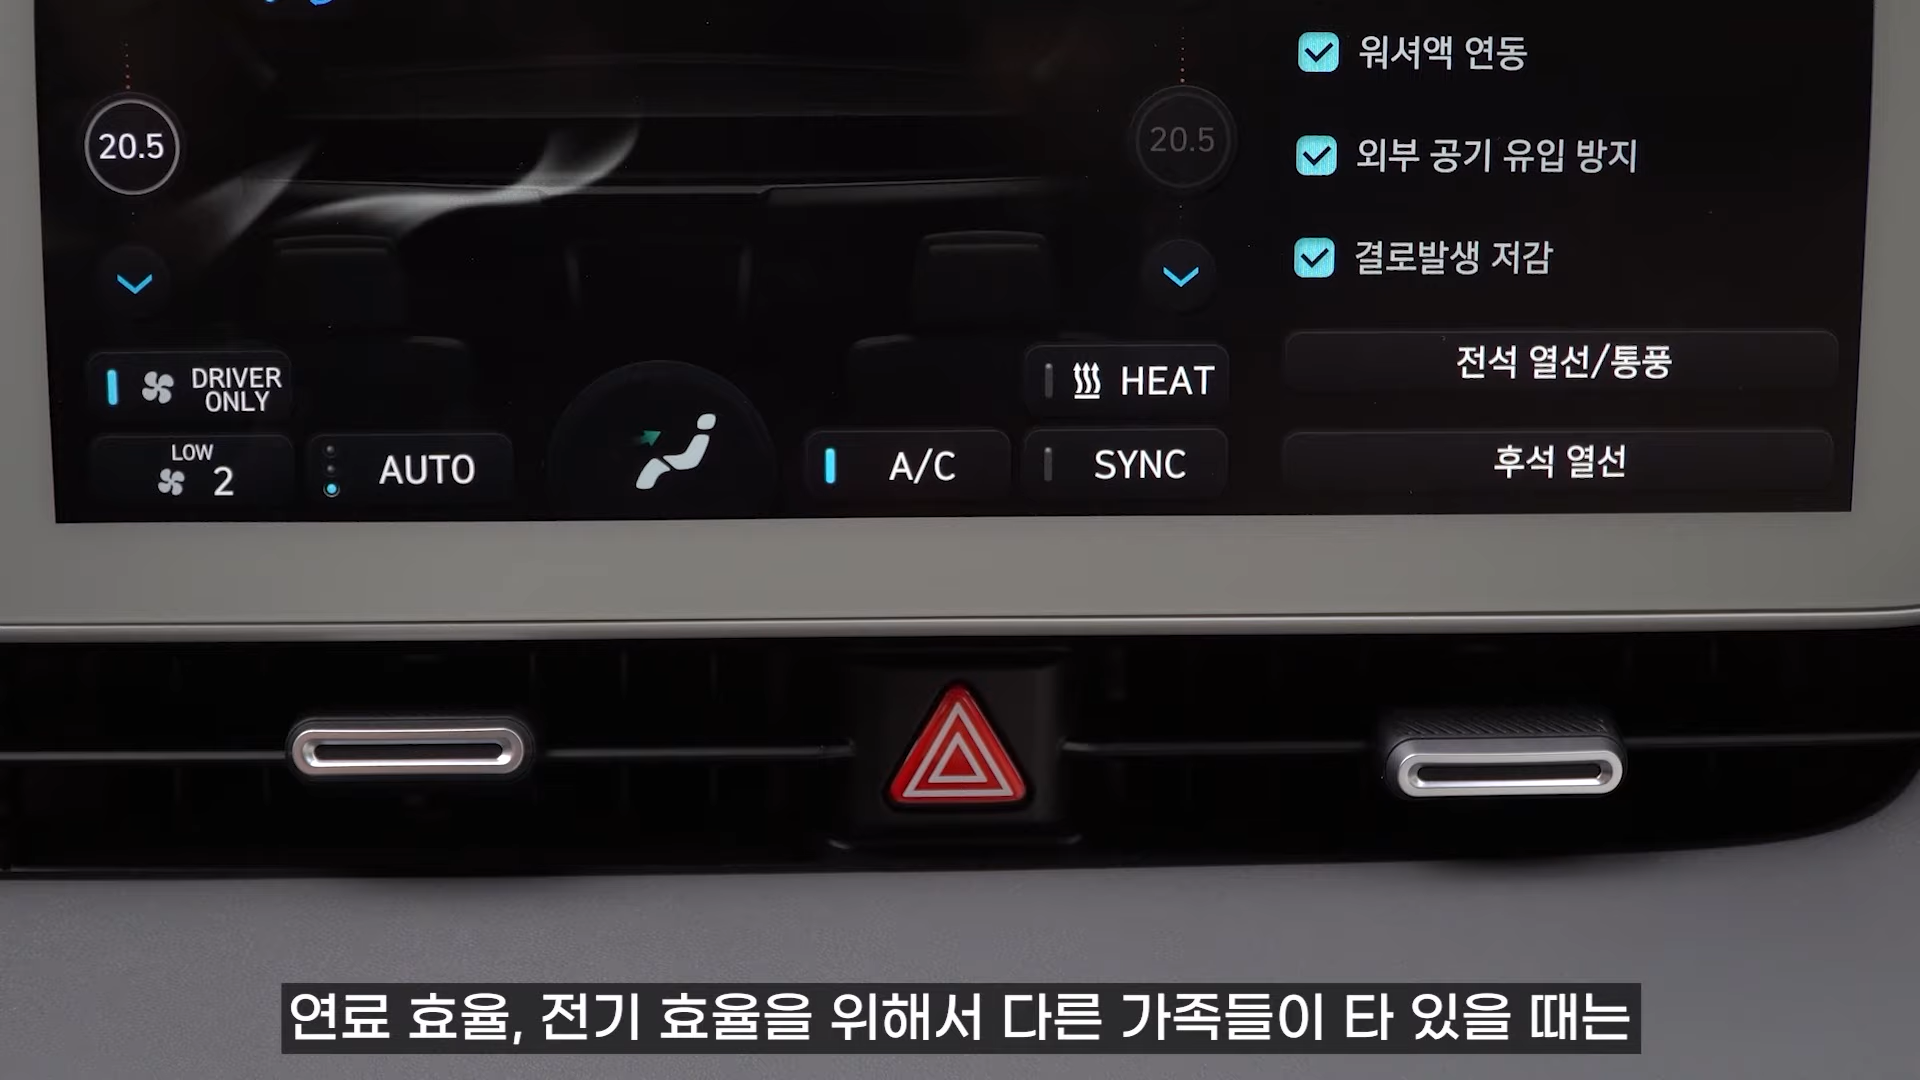 워셔액 연동
20.5
20.5
외부 공기 유입 방지
결로발생 저감
DRIVER
ONLY
HEAT
전석 열선/통풍
LOW
2
AUTO
A/C
SYNC
후석 열선
연료 효율, 전기 효율을 위해서 다른 가족들이 타 있을 때는